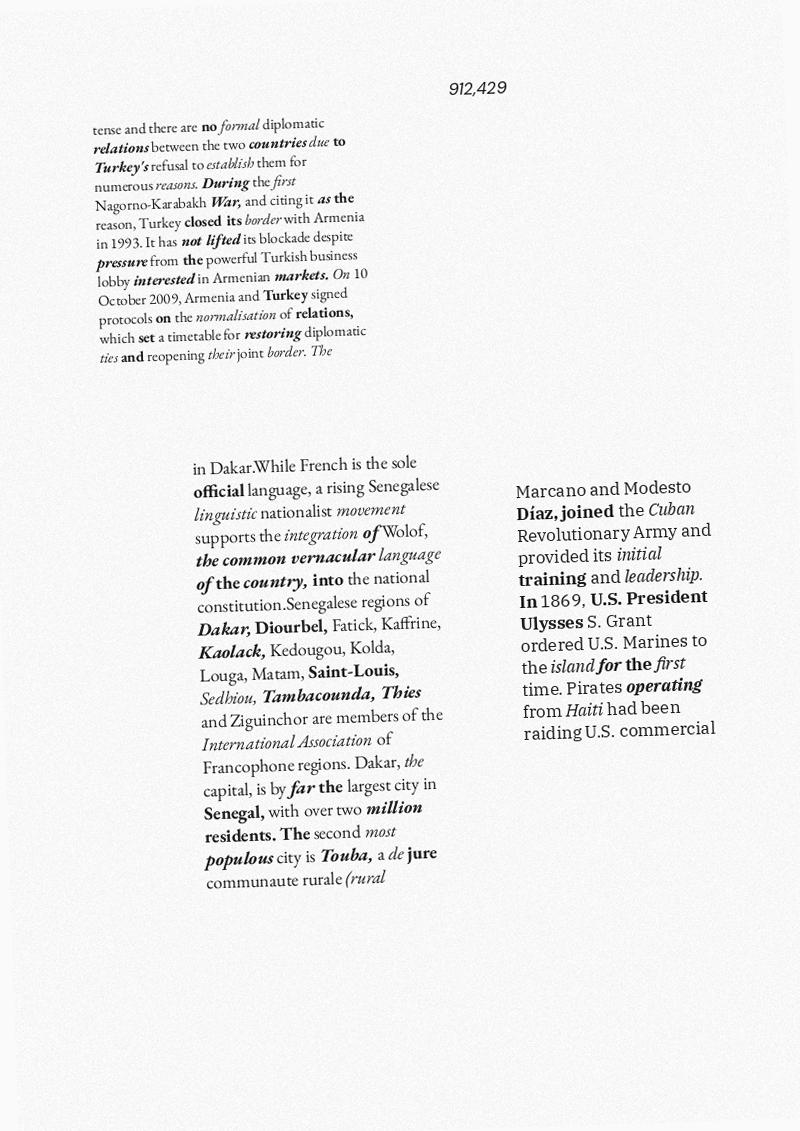 912,429
tense and there are no formal diplomatic
relations between the two countries due to
Turkey's refusal to establish them for
numerous reasons. During the first
Nagorno-Karabakh War, and citing it as the
reason, Turkey closed its border with Armenia
in 1993. It has not lifted its blockade despite
pressure from the powerful Turkish business
lobby interested in Armenian markets. On 10
October 2009, Armenia and Turkey signed
protocols on the normalisation of relations,
which set a timetable for restoring diplomatic
ties and reopening their joint border. The
in Dakar.While French is the sole
official language, a rising Senegalese
linguistic nationalist movement
supports the integration of Wolof,
the common vernacular language
of the country, into the national
constitution.Senegalese regions of
Dakar, Diourbel, Fatick, Kaffrine,
Kaolack, Kedougou, Kolda,
Louga, Matam, Saint-Louis,
Sedhiou, Tambacounda, Thies
and Ziguinchor are members of the
International Association of
Francophone regions. Dakar, the
capital, is by far the largest city in
Senegal, with over two million
residents. The second most
populous city is Touba, a de jure
communaute rurale (rural
Marcano and Modesto
Díaz, joined the Cuban
Revolutionary Army and
provided its initial
training and leadership.
In 1869, U.S. President
Ulysses S. Grant
ordered U.S. Marines to
the island for the first
time. Pirates operating
from Haiti had been
raiding U.S. commercial